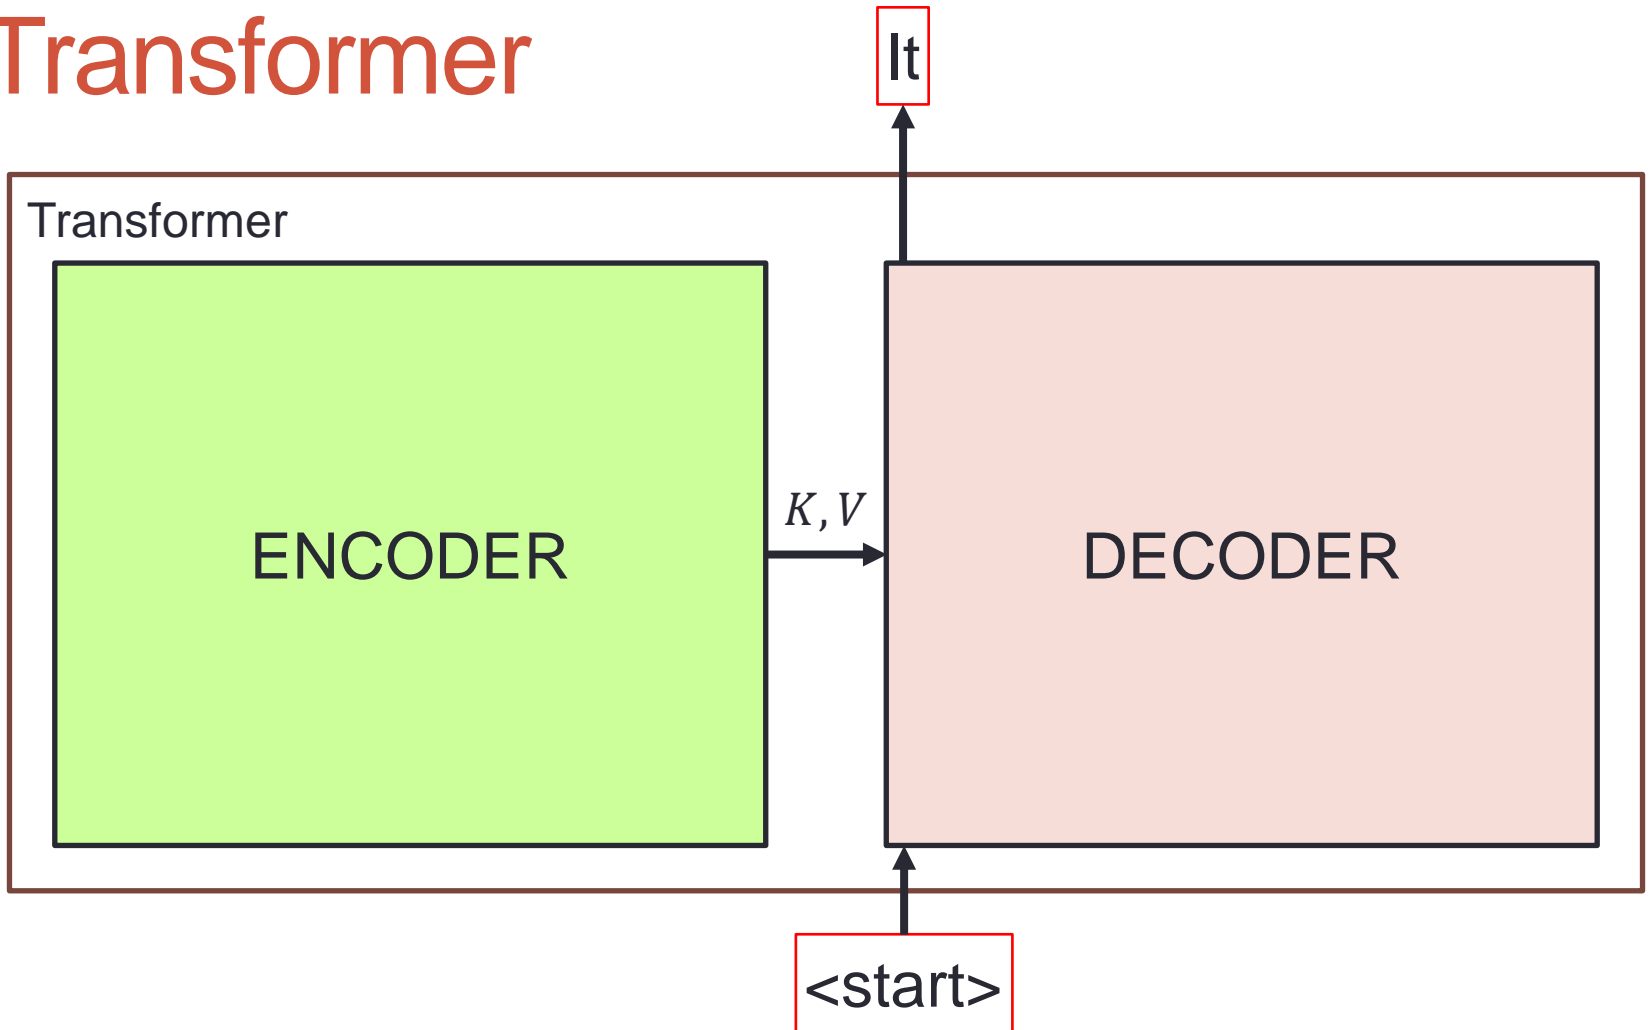 Transformer
It
Transformer
K, V
ENCODER
DECODER
<start>